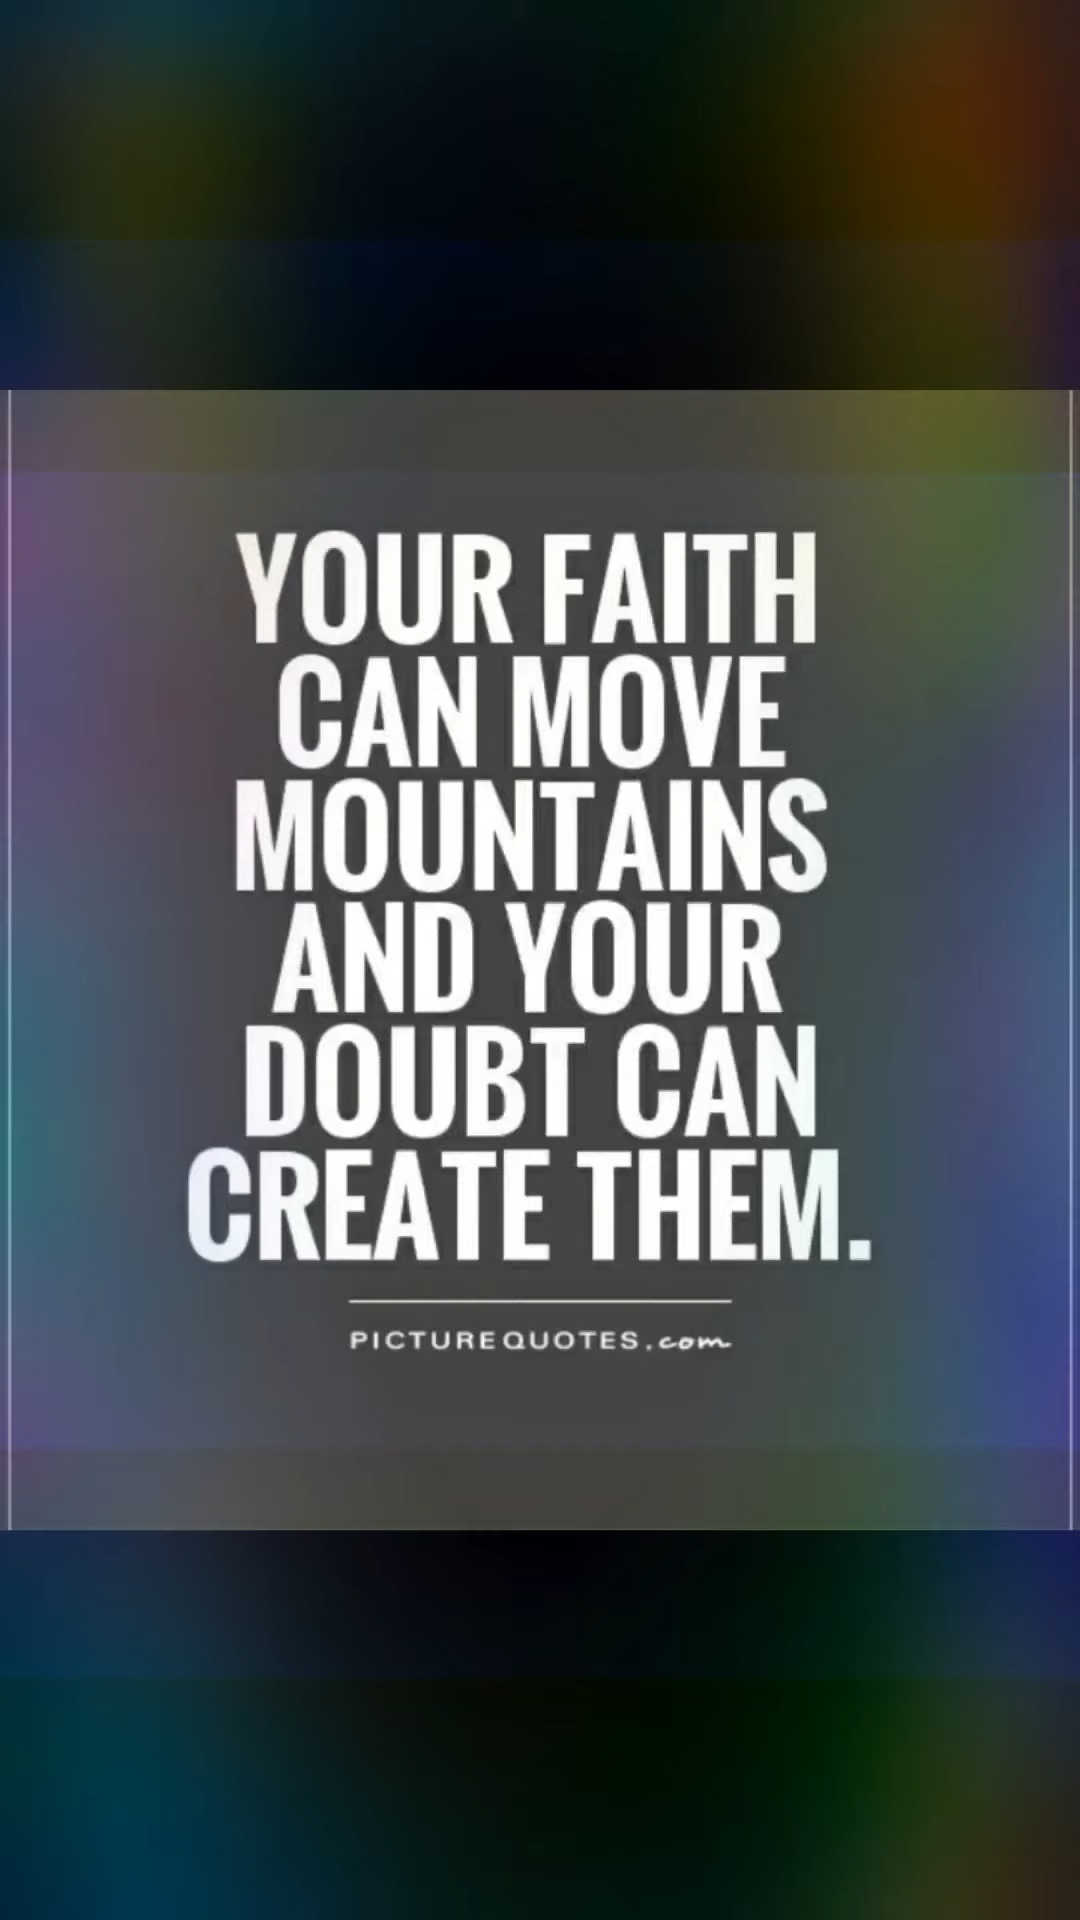 YOUR FAITH
CAN MOVE
MOUNTAINS
AND YOUR
DOUBT CAN
CREATE THEM.
PICTUREQUOTES.com